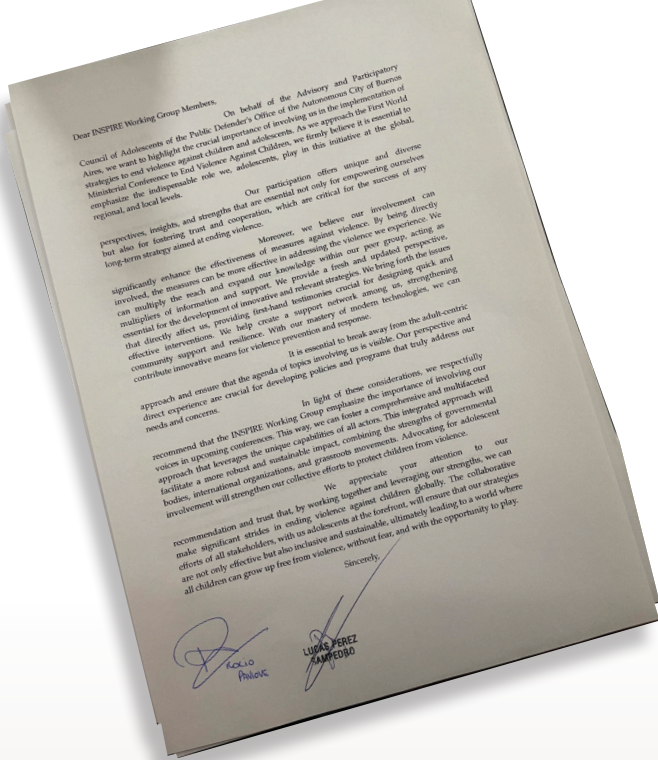 Dear INSPIRE Working Group Members,
On behalf of the Advisory and Participatory
Council of Adolescents of the Public Defender's Office of the Autonomous City of Buenos
Aires, we want to highlight the crucial importance of involving us in the implementation of
strategies to end violence against children and adolescents. As we approach the First World
Ministerial Conference to End Violence Against Children, we firmly believe it is essential to
emphasize the indispensable role we, adolescents, play in this initiative at the global,
regional, and local levels.
Our participation offers unique and diverse
perspectives, insights, and strengths that are essential not only for empowering ourselves
but also for fostering trust and cooperation, which are critical for the success of any
long-term strategy aimed at ending violence.
Moreover, we believe our involvement can
significantly enhance the effectiveness of measures against violence. By being directly
involved, the measures can be more effective in addressing the violence we experience. We
can multiply the reach and expand our knowledge within our peer group, acting as
multipliers of information and support. We provide a fresh and updated perspective,
essential for the development of innovative and relevant strategies. We bring forth the issues
that directly affect us, providing first-hand testimonies crucial for designing quick and
effective interventions. We help create a support network among us, strengthening
community support and resilience. With our mastery of modern technologies, we can
contribute innovative means for violence prevention and response.
It is essential to break away from the adult-centric
approach and ensure that the agenda of topics involving us is visible. Our perspective and
direct experience are crucial for developing policies and programs that truly address our
needs and concerns.
In light of these considerations, we respectfully
recommend that the INSPIRE Working Group emphasize the importance of involving our
voices in upcoming conferences. This way, we can foster a comprehensive and multifaceted
approach that leverages the unique capabilities of all actors. This integrated approach will
facilitate a more robust and sustainable impact, combining the strengths of governmental
bodies, international organizations, and grassroots movements. Advocating for adolescent
involvement will strengthen our collective efforts to protect children from violence.
We appreciate your attention to our
recommendation and trust that, by working together and leveraging our strengths, we can
make significant strides in ending violence against children globally. The collaborative
efforts of all stakeholders, with us adolescents at the forefront, will ensure that our strategies
are not only effective but also inclusive and sustainable, ultimately leading to a world where
all children can grow up free from violence, without fear, and with the opportunity to play.
Sincerely,
ROCIO
LUCAS PEREZ
SAMPEDRO